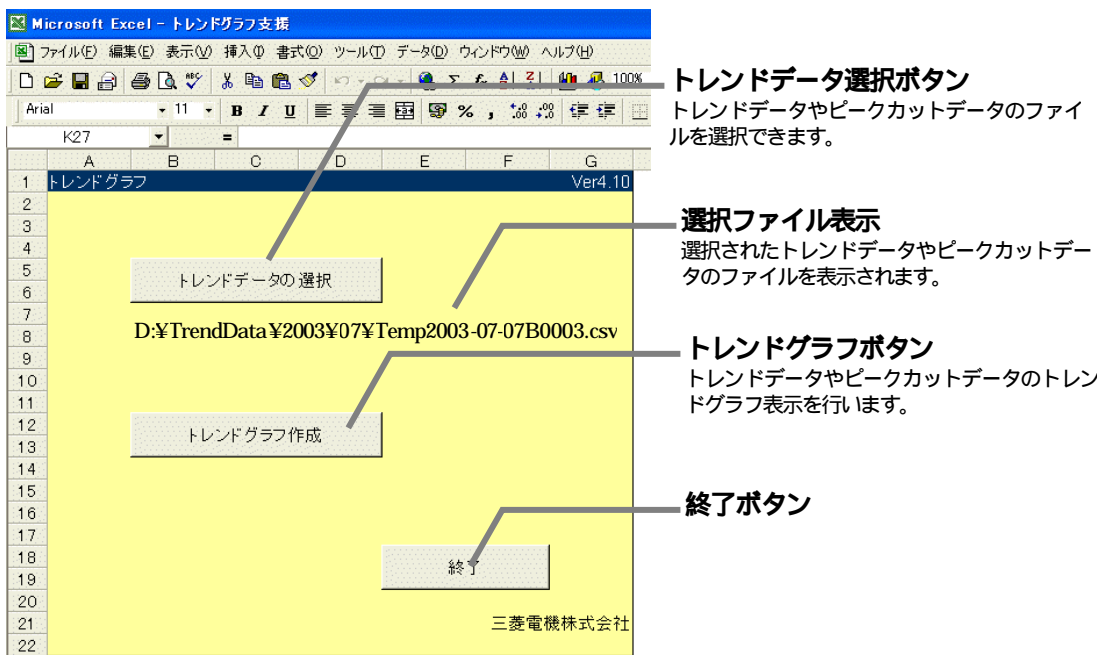 Microsoft Excel - トレンドグラフ支援
ファイル(F) 編集(E) 表示(V) 挿入(I) 書式(O) ツール(T) データ(D) ウィンドウ(W) ヘルプ(H)
100%
Arial 11 B I U % ,
K27 =
A B C D E F G
1 トレンドグラフ Ver4.10
2
3
4
5
トレンドデータの選択
6
7
D:¥TrendData¥2003¥07¥Temp2003-07-07B0003.csv
8
9
10
11
12
トレンドグラフ作成
13
14
15
16
17
18
終了
19
20
21 三菱電機株式会社
22
トレンドデータ選択ボタン
トレンドデータやピークカットデータのファイ
ルを選択できます。
選択ファイル表示
選択されたトレンドデータやピークカットデー
タのファイルを表示されます。
トレンドグラフボタン
トレンドデータやピークカットデータのトレン
ドグラフ表示を行います。
終了ボタン